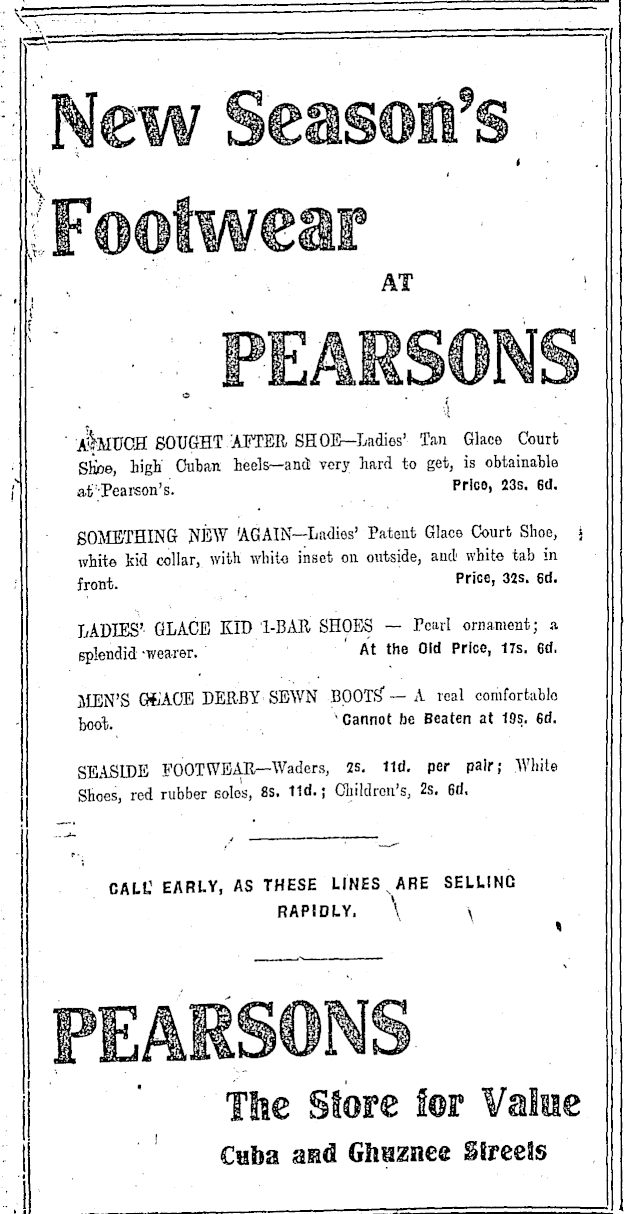 New Season's
Footwear
AT
PEARSONS
A MUCH SOUGHT AFTER SHOE—Ladies' Tan Glace Court
Shoe, high Cuban heels—and very hard to get, is obtainable
at Pearson's. Price, 23s. 6d.
SOMETHING NEW AGAIN—Ladies' Patent Glace Court Shoe,
white kid collar, with white inset on outside, and white tab in
front. Price, 32s. 6d.
LADIES' GLACE KID 1-BAR SHOES — Pearl ornament; a
splendid wearer. At the Old Price, 17s. 6d.
MEN'S GLACE DERBY SEWN BOOTS — A real comfortable
boot. Cannot be Beaten at 19s. 6d.
SEASIDE FOOTWEAR—Waders, 2s. 11d. per pair; White
Shoes, red rubber soles, 8s. 11d.; Children's, 2s. 6d.
CALL EARLY, AS THESE LINES ARE SELLING
RAPIDLY.
PEARSONS
The Store for Value
Cuba and Ghuznee Streets